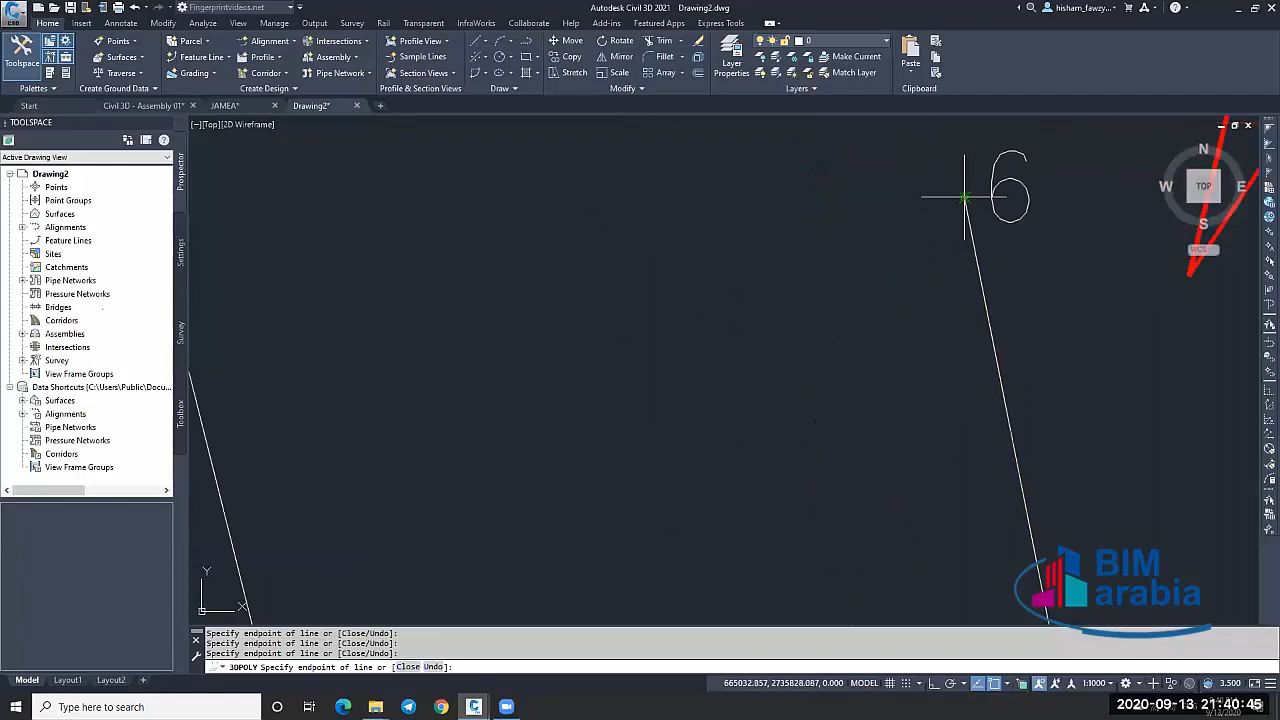 Fingerprintvideos.net
Autodesk Civil 3D 2021 Drawing2.dwg
hisham_fawzy...
Home Insert Annotate Modify Analyze View Manage Output Survey Rail Transparent InfraWorks Collaborate Help Add-ins Featured Apps Express Tools
Points Parcel Alignment Intersections Profile View Move Rotate Trim 0 Make Current
Surfaces Feature Line Profile Assembly Sample Lines Copy Mirror Fillet Match Layer
Traverse Grading Corridor Pipe Network Section Views Stretch Scale Array
Toolspace Layer Properties Paste
Palettes Create Ground Data Create Design Profile & Section Views Draw Modify Layers Clipboard
Start Civil 3D - Assembly 01* JAMEA* Drawing2*
TOOLSPACE
Active Drawing View
Drawing2
Points
Point Groups
Surfaces
Alignments
Feature Lines
Sites
Catchments
Pipe Networks
Pressure Networks
Bridges
Corridors
Assemblies
Intersections
Survey
View Frame Groups
Data Shortcuts [C:\Users\Public\Docu...
Surfaces
Alignments
Pipe Networks
Pressure Networks
Corridors
View Frame Groups
Prospector
Settings
Survey
Toolbox
[−][Top][2D Wireframe]
6
N
W TOP E
S
WCS
Y
X
BIM
arabia
Specify endpoint of line or [Close/Undo]:
Specify endpoint of line or [Close/Undo]:
Specify endpoint of line or [Close/Undo]:
3DPOLY Specify endpoint of line or [Close Undo]:
Model Layout1 Layout2
665032.857, 2735828.087, 0.000 MODEL 1:1000 3.500
Type here to search
2020-09-13 21:40:45